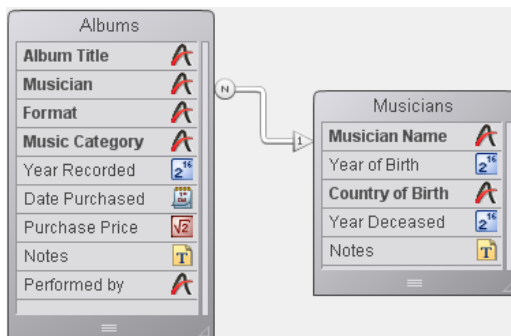 Albums
Album Title
Musician
Format
Music Category
Year Recorded
Date Purchased
Purchase Price
Notes
Performed by
N
1
Musicians
Musician Name
Year of Birth
Country of Birth
Year Deceased
Notes